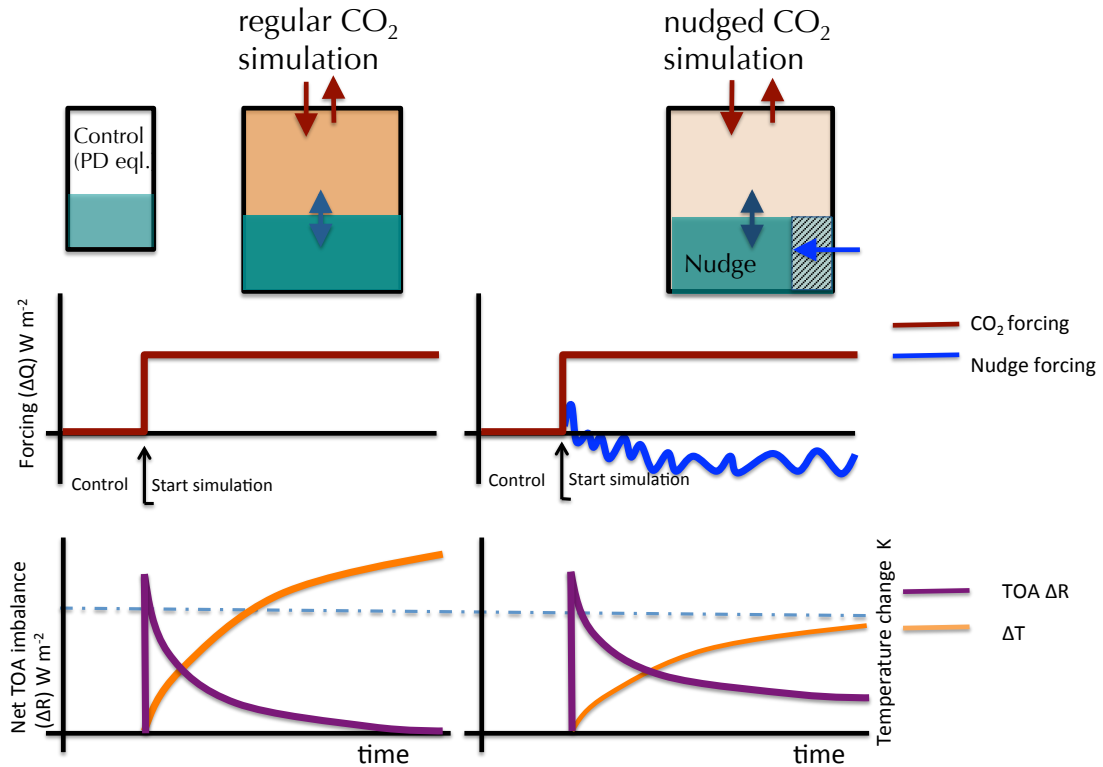 regular CO₂
simulation
nudged CO₂
simulation
Control
(PD eql.
Nudge
Forcing (ΔQ) W m⁻²
CO₂ forcing
Nudge forcing
Control
Start simulation
Control
Start simulation
Net TOA imbalance
(ΔR) W m⁻²
Temperature change K
TOA ΔR
ΔT
time
time